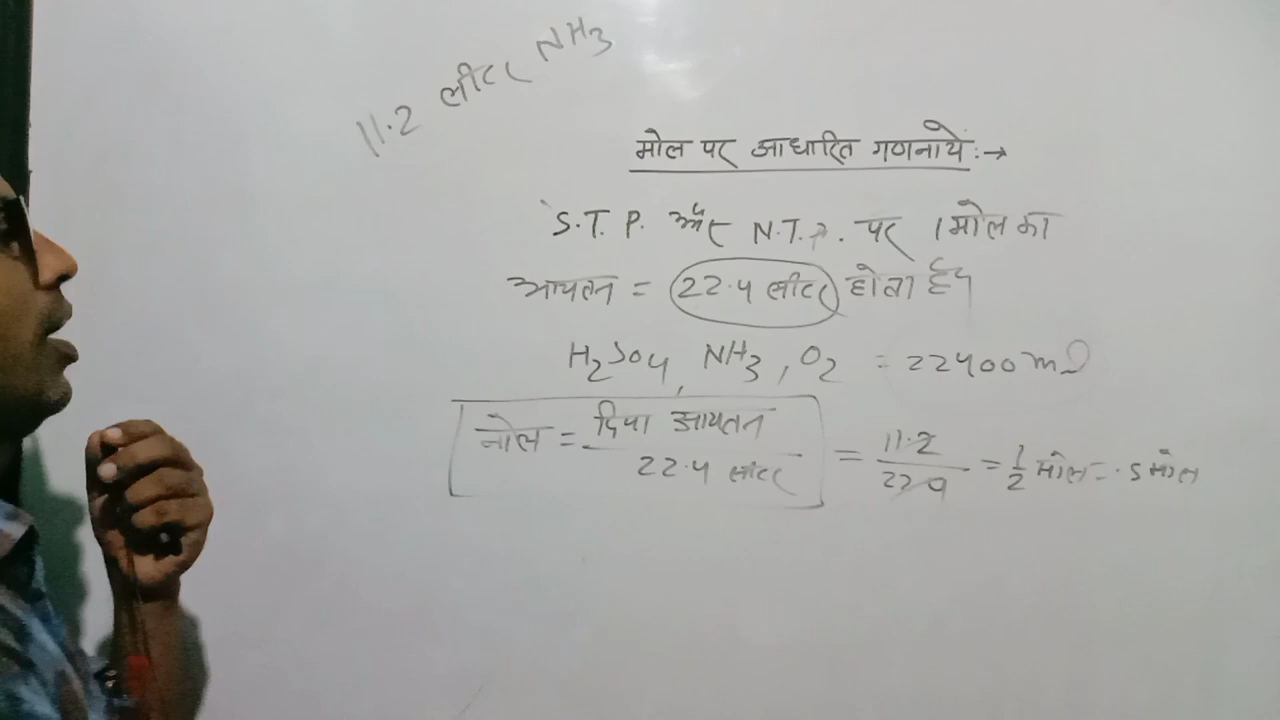 11.2 लीटर NH3
मोल पर आधारित गणनाये :→
S.T.P. और N.T.P. पर 1 मोल का
आयतन = 22.4 लीटर होता है।
H2SO4, NH3, O2 = 22400 ml
मोल = दिया आयतन / 22.4 लीटर = 11.2 / 22.4 = 1/2 मोल = .5 मोल